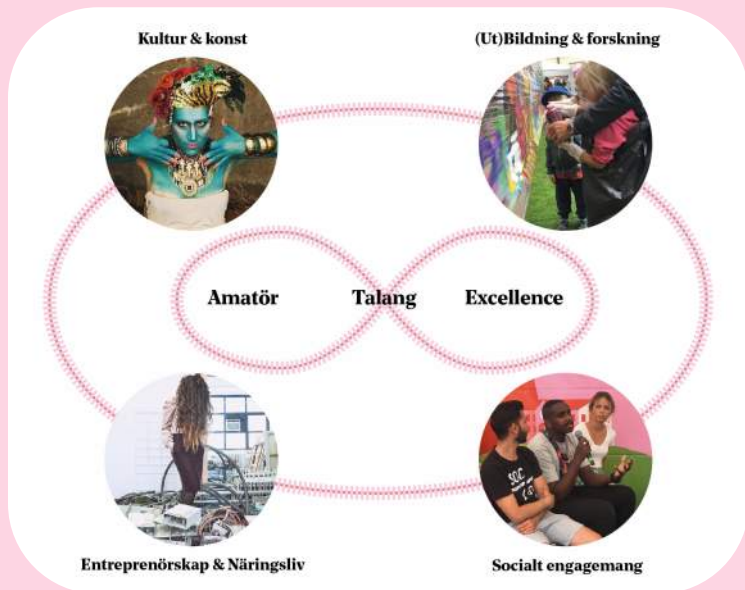 Kultur & konst
(Ut)Bildning & forskning
Amatör
Talang
Excellence
Entreprenörskap & Näringsliv
Socialt engagemang